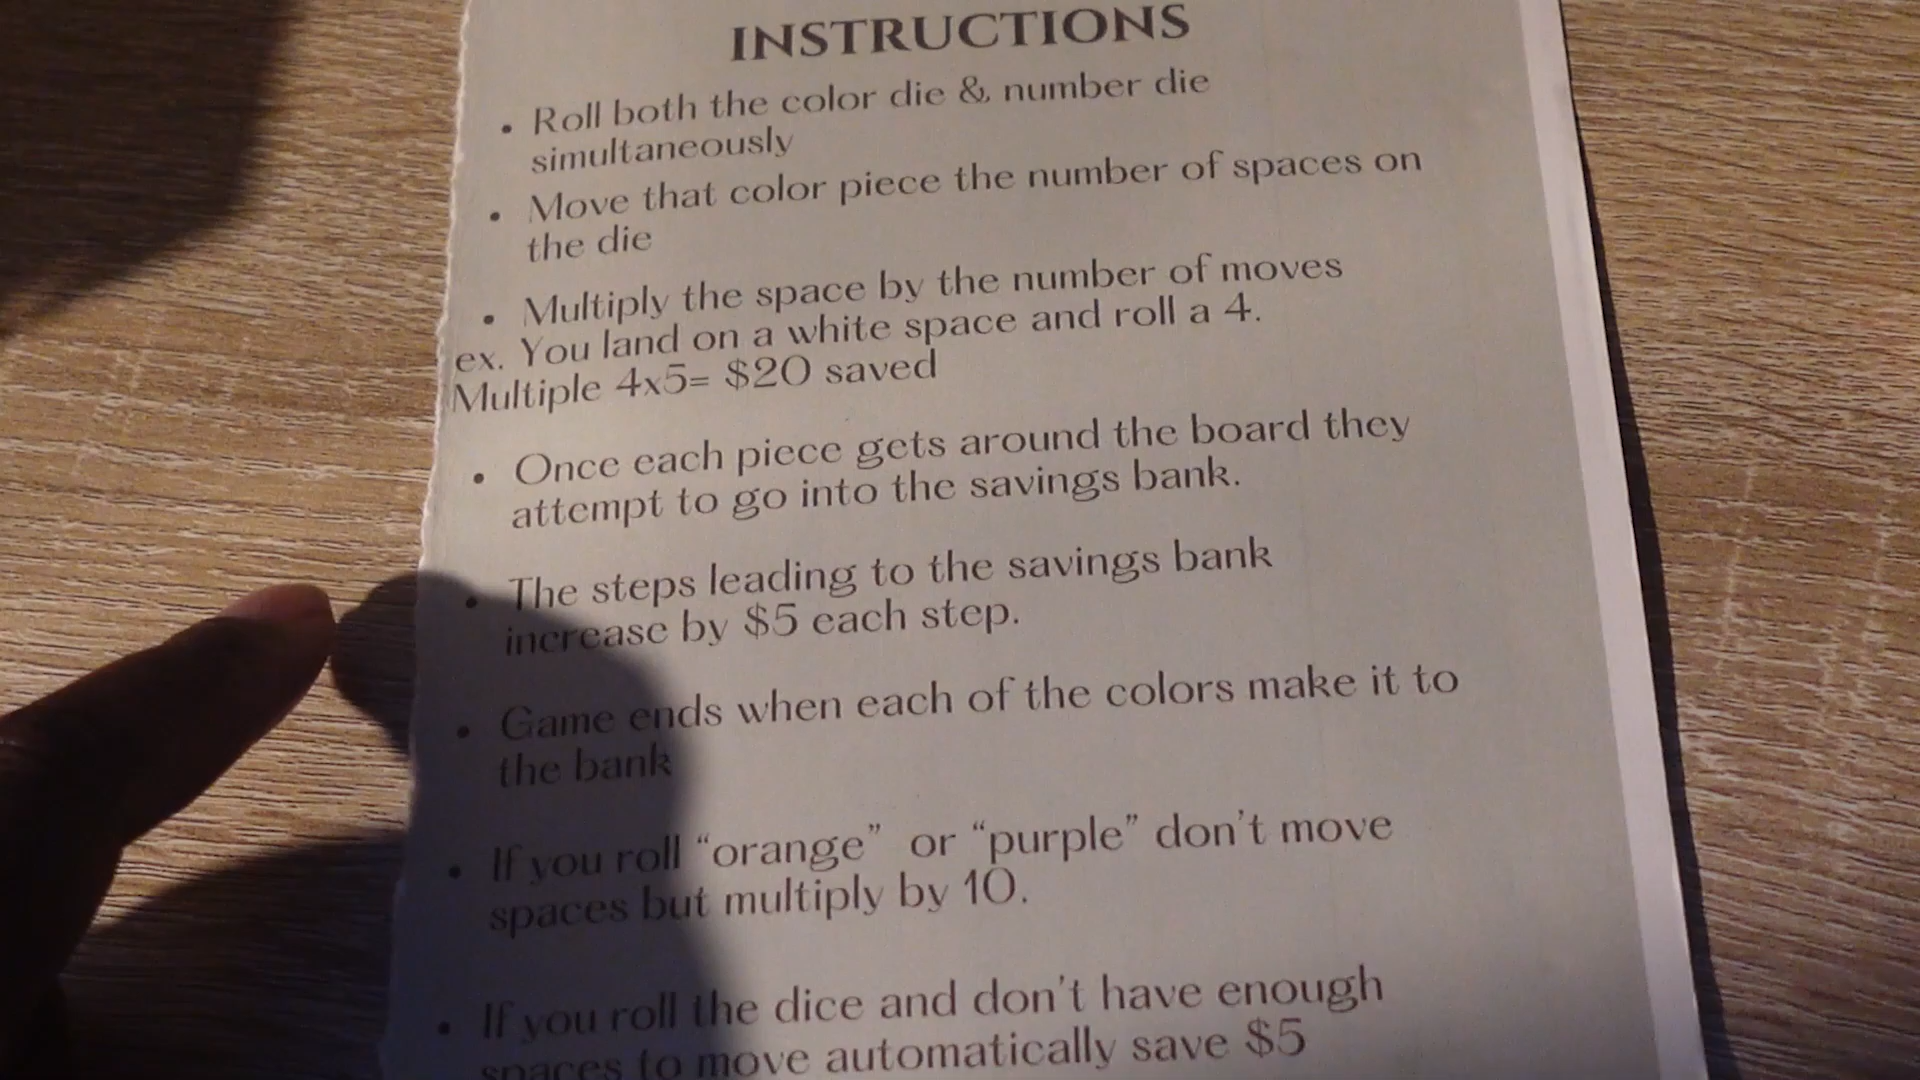 INSTRUCTIONS
• Roll both the color die & number die
simultaneously
• Move that color piece the number of spaces on
the die
• Multiply the space by the number of moves
ex. You land on a white space and roll a 4.
Multiple 4x5= $20 saved
• Once each piece gets around the board they
attempt to go into the savings bank.
• The steps leading to the savings bank
increase by $5 each step.
• Game ends when each of the colors make it to
the bank
• If you roll “orange” or “purple” don't move
spaces but multiply by 10.
• If you roll the dice and don't have enough
spaces to move automatically save $5